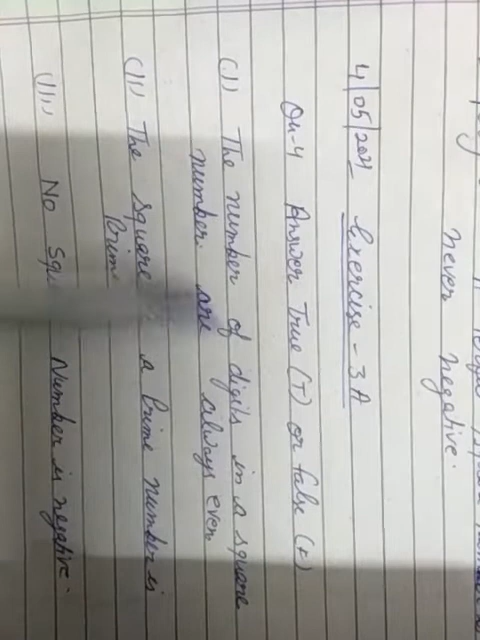 never negative.
4/05/2021 Exercise - 3A
Qu-4 Answer True (T) or false (F)
(i) The number of digits in a square
number. are always even
(ii) The square a Prime number is
Prime
(iii) No Number is negative.